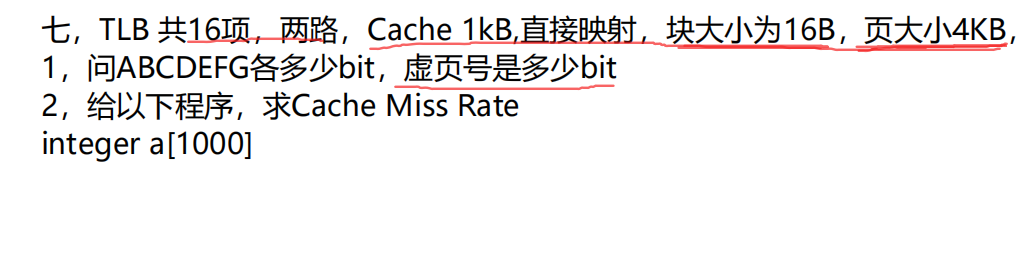 七，TLB 共16项，两路，Cache 1kB,直接映射，块大小为16B，页大小4KB，
1，问ABCDEFG各多少bit，虚页号是多少bit
2，给以下程序，求Cache Miss Rate
integer a[1000]